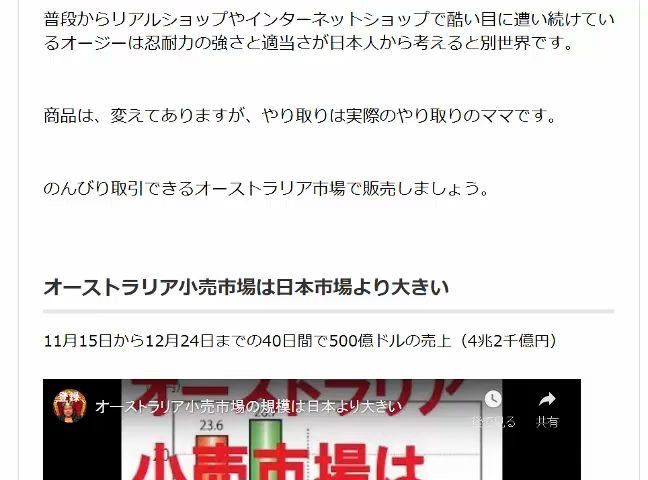 普段からリアルショップやインターネットショップで酷い目に遭い続けてい
るオージーは忍耐力の強さと適当さが日本人から考えると別世界です。
商品は、変えてありますが、やり取りは実際のやり取りのママです。
のんびり取引できるオーストラリア市場で販売しましょう。
オーストラリア小売市場は日本市場より大きい
11月15日から12月24日までの40日間で500億ドルの売上（4兆2千億円）
オーストラリア
登録
オーストラリア小売市場の規模は日本より大きい
後で見る
共有
23.6
20
小売市場は